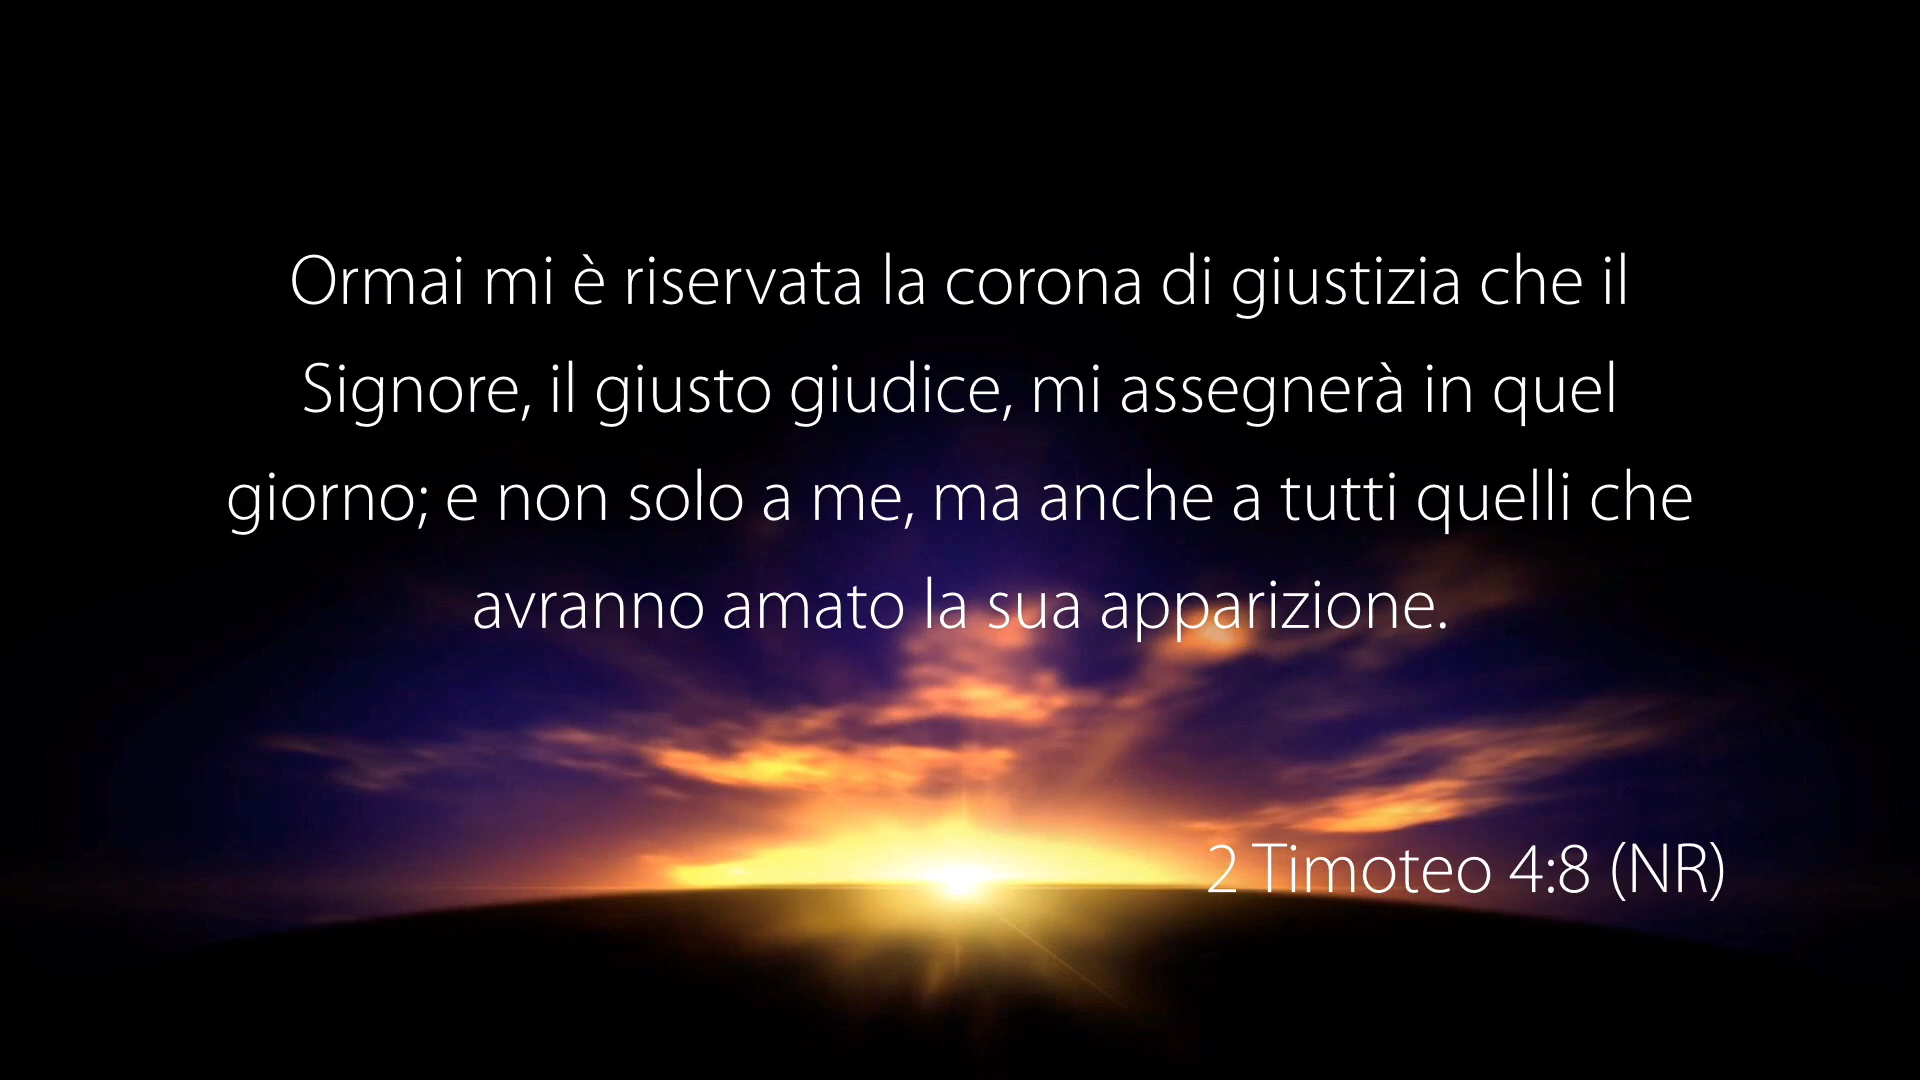 Ormai mi è riservata la corona di giustizia che il
Signore, il giusto giudice, mi assegnerà in quel
giorno; e non solo a me, ma anche a tutti quelli che
avranno amato la sua apparizione.
2 Timoteo 4:8 (NR)